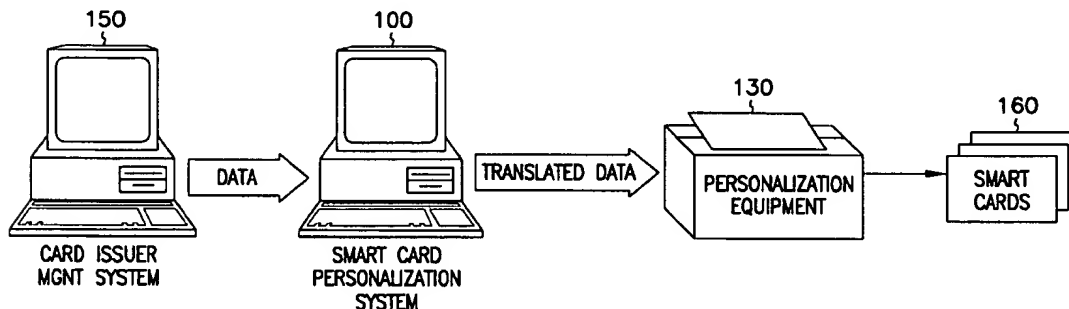 150
100
130
160
DATA
TRANSLATED DATA
PERSONALIZATION
EQUIPMENT
SMART
CARDS
CARD ISSUER
MGNT SYSTEM
SMART CARD
PERSONALIZATION
SYSTEM